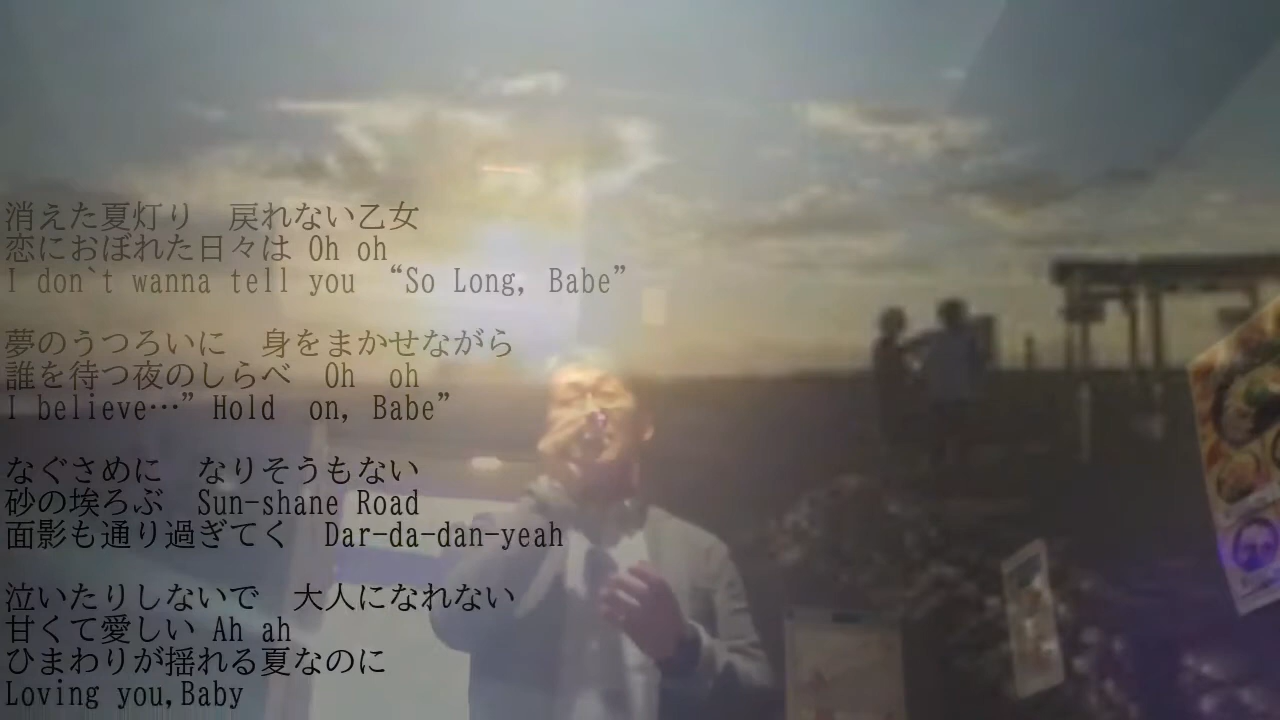 消えた夏灯り　戻れない乙女
恋におぼれた日々は Oh oh
I don`t wanna tell you “So Long, Babe”
夢のうつろいに　身をまかせながら
誰を待つ夜のしらべ　Oh　oh
I believe…” Hold　on, Babe”
なぐさめに　なりそうもない
砂の埃ろぶ　Sun-shane Road
面影も通り過ぎてく　Dar-da-dan-yeah
泣いたりしないで　大人になれない
甘くて愛しい Ah ah
ひまわりが揺れる夏なのに
Loving you,Baby